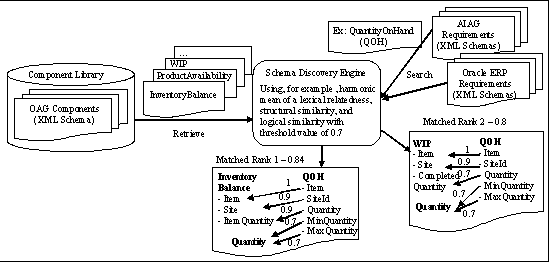 Component Library
OAG Components
(XML Schema)
...
WIP
ProductAvailability
InventoryBalance
Retrieve
Schema Discovery Engine
Using, for example, harmonic
mean of a lexical relatedness,
structural similarity, and
logical similarity with
threshold value of 0.7
Ex: QuantityOnHand
(QOH)
AIAG
Requirements
(XML Schemas)
Search
Oracle ERP
Requirements
(XML Schemas)
Matched Rank 1 – 0.84
Inventory
Balance
- Item
- Site
- Item Quantity
Quantity
1
0.9
0.9
0.7
0.7
QOH
- Item
- SiteId
- Quantity
- MinQuantity
- MaxQuantity
Matched Rank 2 – 0.8
WIP
- Item
- Site
- Completed
Quantity
Quantity
1
0.9
0.7
0.7
0.7
QOH
- Item
- SiteId
- Quantity
- MinQuantity
- MaxQuantity